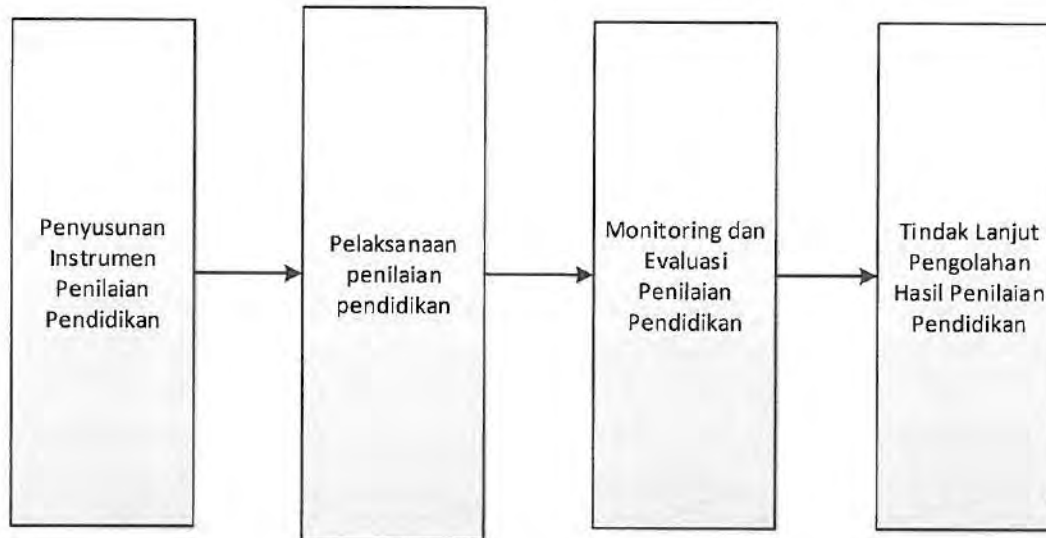 Penyusunan
Instrumen
Penilaian
Pendidikan
Pelaksanaan
penilaian
pendidikan
Monitoring dan
Evaluasi
Penilaian
Pendidikan
Tindak Lanjut
Pengolahan
Hasil Penilaian
Pendidikan